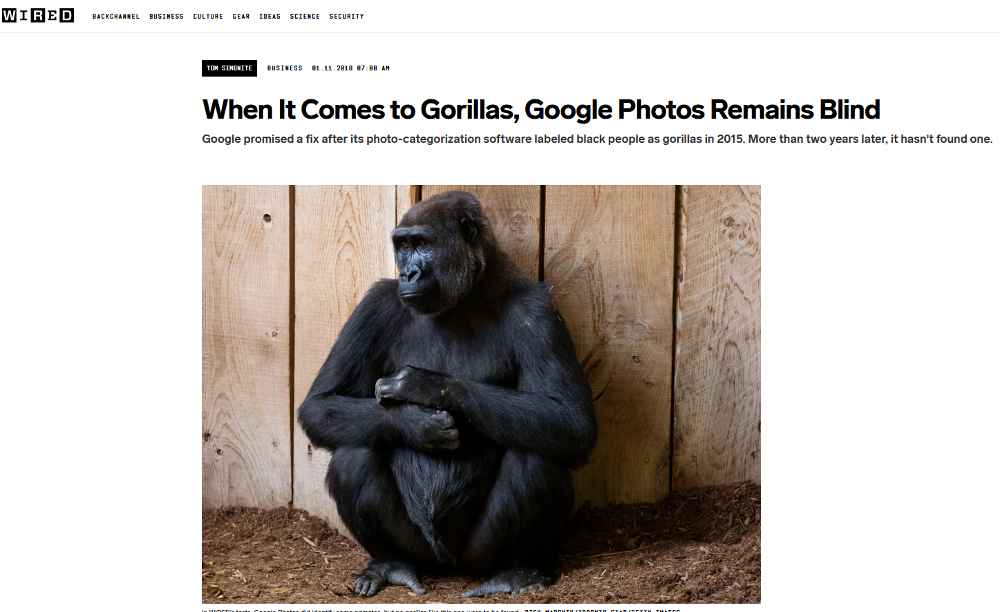 WIRED
BACKCHANNEL BUSINESS CULTURE GEAR IDEAS SCIENCE SECURITY
TOM SIMONITE BUSINESS 01.11.2018 07:00 AM
When It Comes to Gorillas, Google Photos Remains Blind
Google promised a fix after its photo-categorization software labeled black people as gorillas in 2015. More than two years later, it hasn't found one.
In WIRED's tests, Google Photos did identify some primates, but no gorillas like this one were to be found. RICK MADONIK/TORONTO STAR/GETTY IMAGES